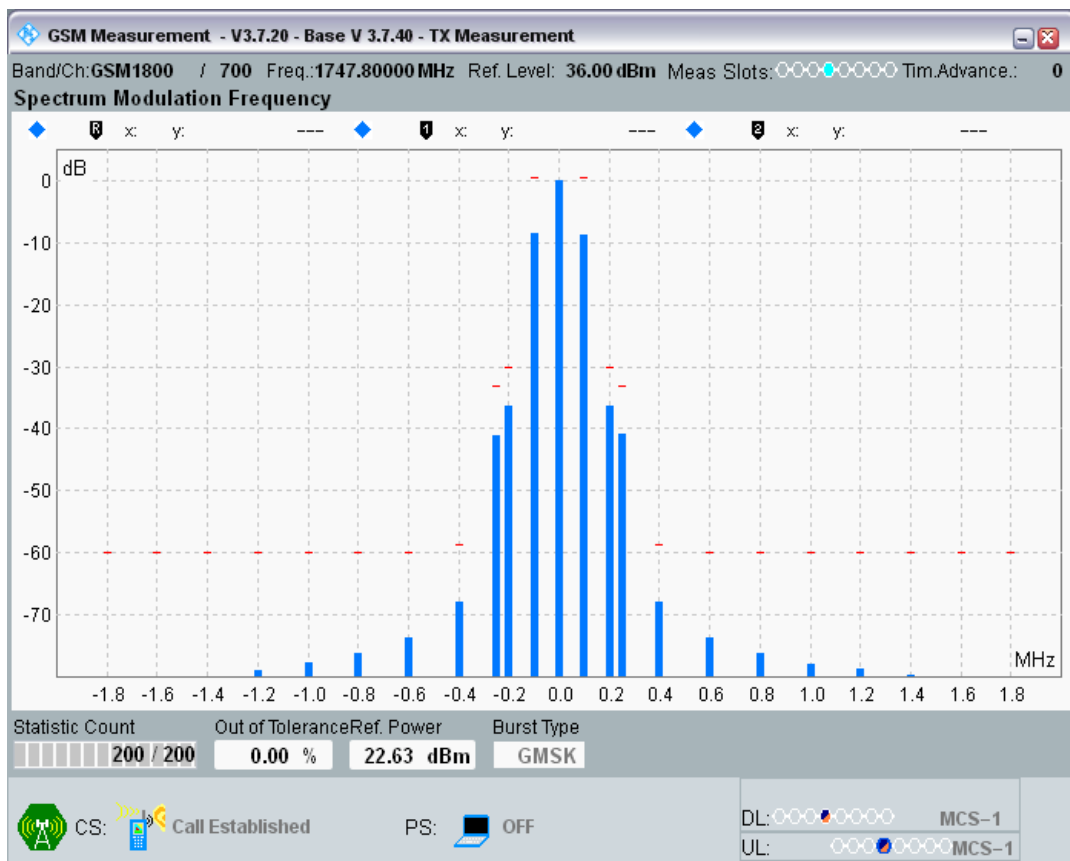 GSM Measurement - V3.7.20 - Base V 3.7.40 - TX Measurement
Band/Ch:GSM1800 / 700 Freq.:1747.80000 MHz Ref. Level: 36.00 dBm Meas Slots: Tim.Advance.: 0
Spectrum Modulation Frequency
R x: y: --- 1 x: y: --- 2 x: y: ---
dB
0
-10
-20
-30
-40
-50
-60
-70
MHz
-1.8 -1.6 -1.4 -1.2 -1.0 -0.8 -0.6 -0.4 -0.2 0.0 0.2 0.4 0.6 0.8 1.0 1.2 1.4 1.6 1.8
Statistic Count Out of Tolerance Ref. Power Burst Type
200 / 200 0.00 % 22.63 dBm GMSK
CS: Call Established PS: OFF
DL: MCS-1
UL: MCS-1